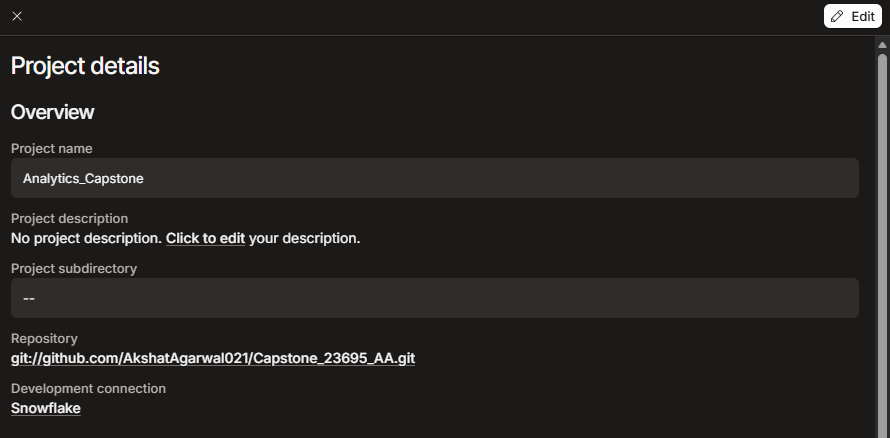 Edit
Project details
Overview
Project name
Analytics_Capstone
Project description
No project description. Click to edit your description.
Project subdirectory
--
Repository
git://github.com/AkshatAgarwal021/Capstone_23695_AA.git
Development connection
Snowflake